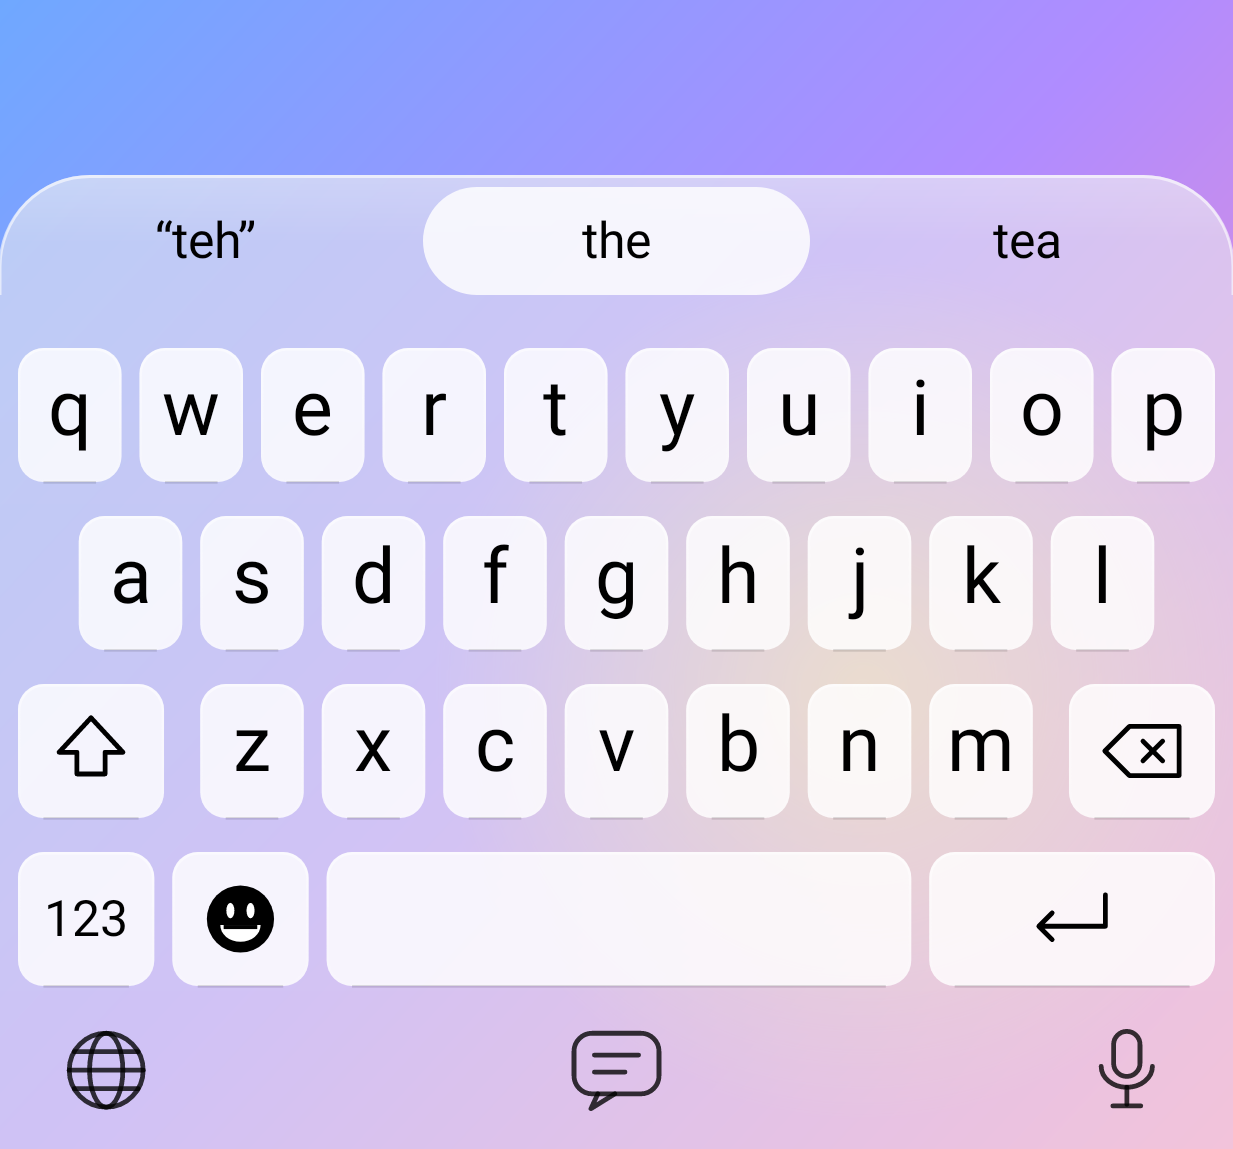 “teh” the tea
q w e r t y u i o p
a s d f g h j k l
z x c v b n m
123